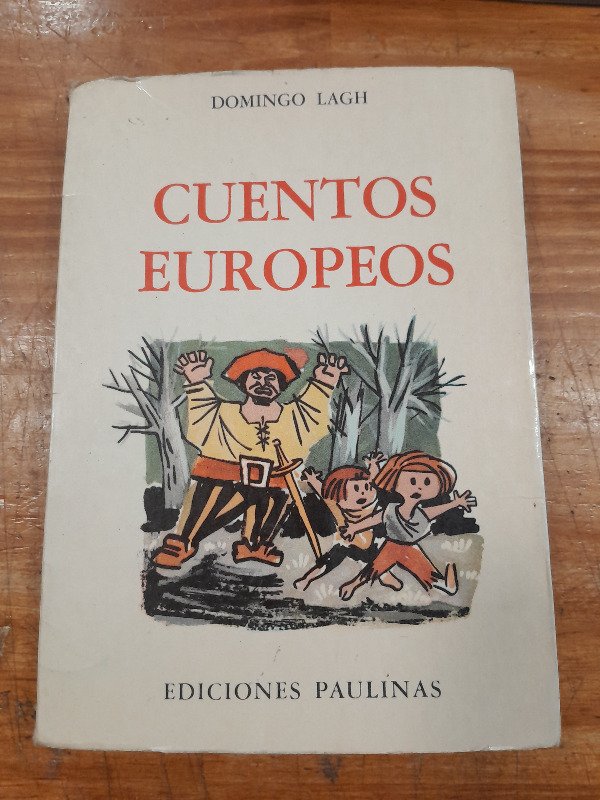 DOMINGO LAGH
CUENTOS
EUROPEOS
EDICIONES PAULINAS